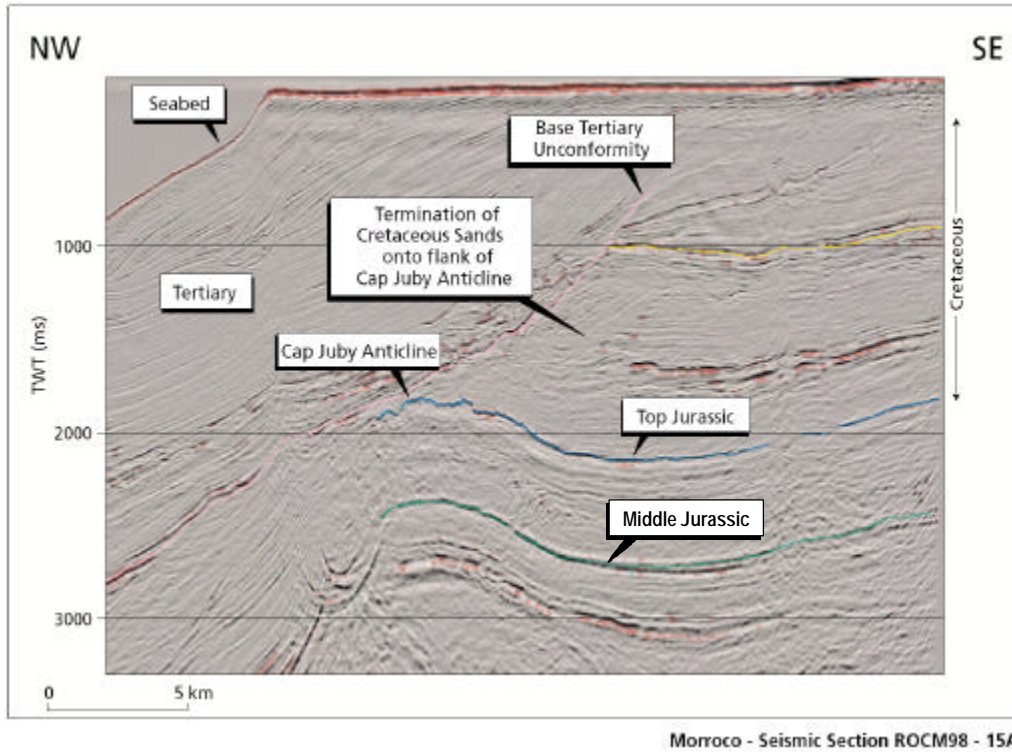 NW
SE
Seabed
Base Tertiary
Unconformity
Termination of
Cretaceous Sands
onto flank of
Cap Juby Anticline
1000
Cretaceous
Tertiary
TWT (ms)
Cap Juby Anticline
Top Jurassic
2000
Middle Jurassic
3000
0 5 km
Morroco - Seismic Section ROCM98 - 15A